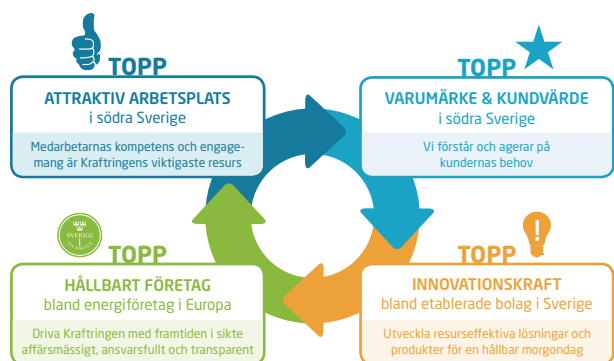 TOPP
ATTRAKTIV ARBETSPLATS
i södra Sverige
Medarbetarnas kompetens och engage-
mang är Kraftringens viktigaste resurs
TOPP
VARUMÄRKE & KUNDVÄRDE
i södra Sverige
Vi förstår och agerar på
kundernas behov
SVERIGE
TOPP
HÅLLBART FÖRETAG
bland energiföretag i Europa
Driva Kraftringen med framtiden i sikte
affärsmässigt, ansvarsfullt och transparent
TOPP
INNOVATIONSKRAFT
bland etablerade bolag i Sverige
Utveckla resurseffektiva lösningar och
produkter för en hållbar morgondag